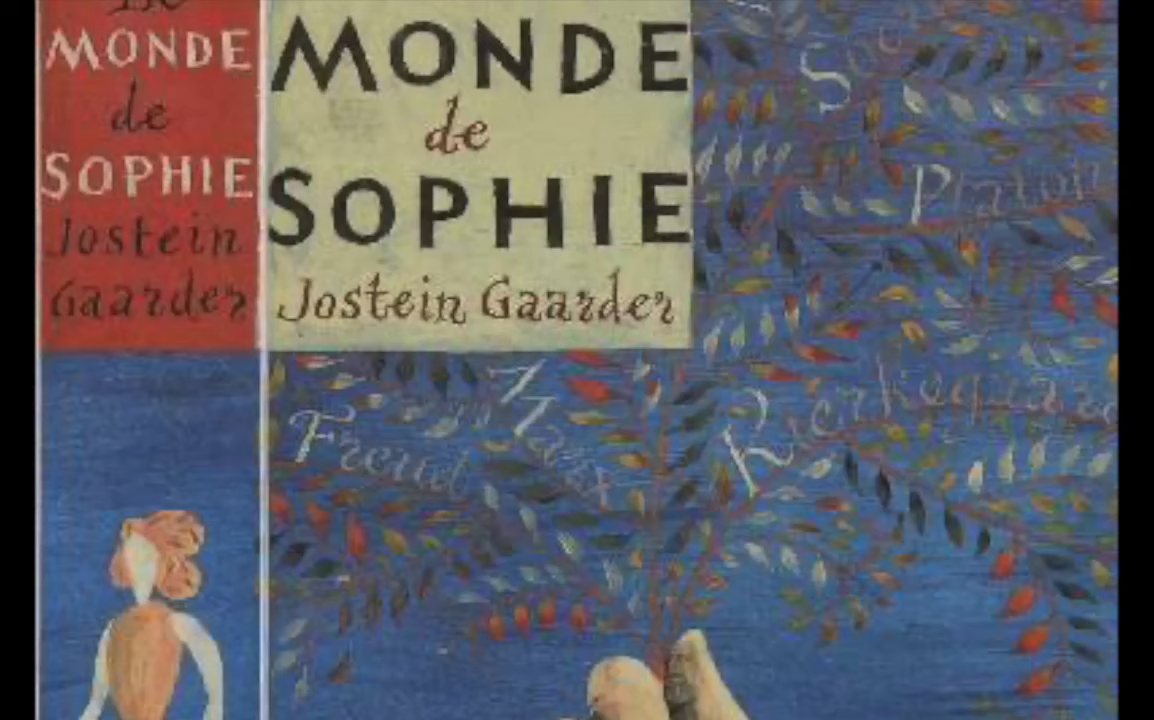 MONDE
de
SOPHIE
Jostein
Gaarder
MONDE
de
SOPHIE
Jostein Gaarder
Platon
Marx
Freud
Kierkegaard